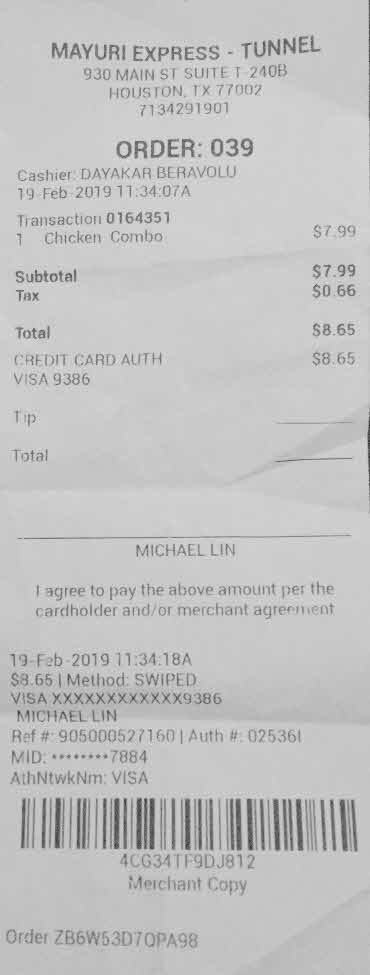 MAYURI EXPRESS - TUNNEL
930 MAIN ST SUITE T-240B
HOUSTON, TX 77002
7134291901
ORDER: 039
Cashier: DAYAKAR BERAVOLU
19-Feb-2019 11:34:07A
Transaction 0164351
1 Chicken Combo $7.99
Subtotal $7.99
Tax $0.66
Total $8.65
CREDIT CARD AUTH $8.65
VISA 9386
Tip
Total
MICHAEL LIN
I agree to pay the above amount per the
cardholder and/or merchant agreement
19-Feb-2019 11:34:18A
$8.65 | Method: SWIPED
VISA XXXXXXXXXXXX9386
MICHAEL LIN
Ref #: 905000527160 | Auth #: 02536I
MID: ********7884
AthNtwkNm: VISA
4CG34TF9DJ812
Merchant Copy
Order ZB6W53D7QPA98